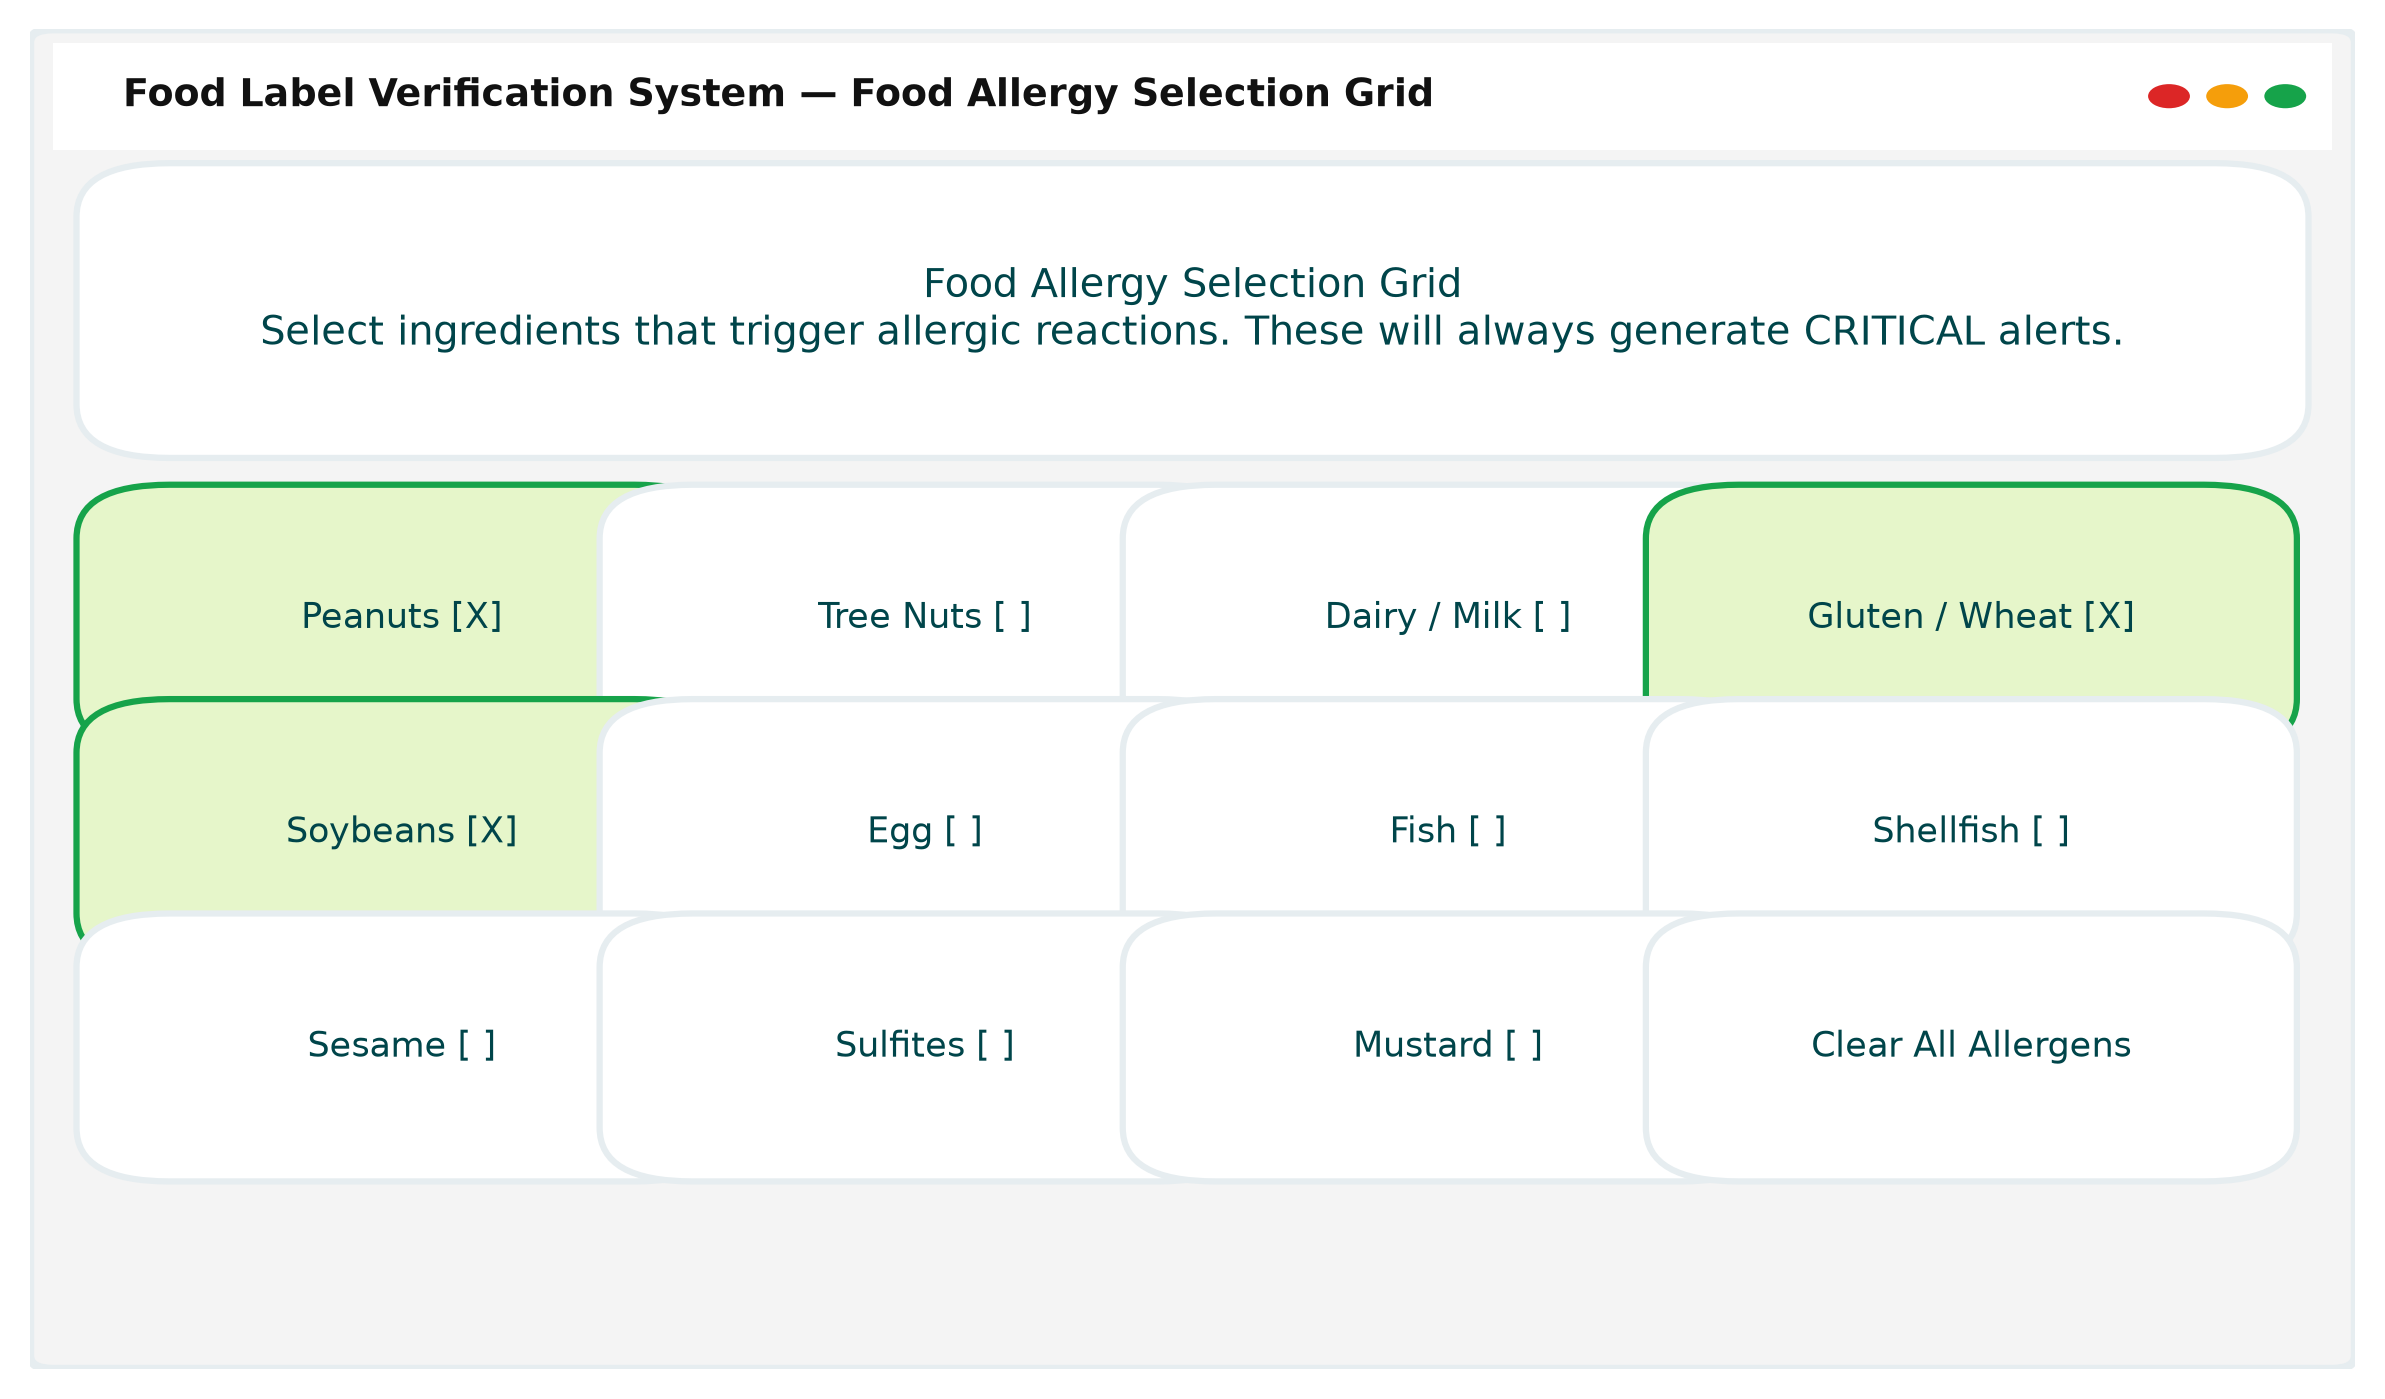 Food Label Verification System — Food Allergy Selection Grid
Food Allergy Selection Grid
Select ingredients that trigger allergic reactions. These will always generate CRITICAL alerts.
Peanuts [X]
Tree Nuts [ ]
Dairy / Milk [ ]
Gluten / Wheat [X]
Soybeans [X]
Egg [ ]
Fish [ ]
Shellfish [ ]
Sesame [ ]
Sulfites [ ]
Mustard [ ]
Clear All Allergens